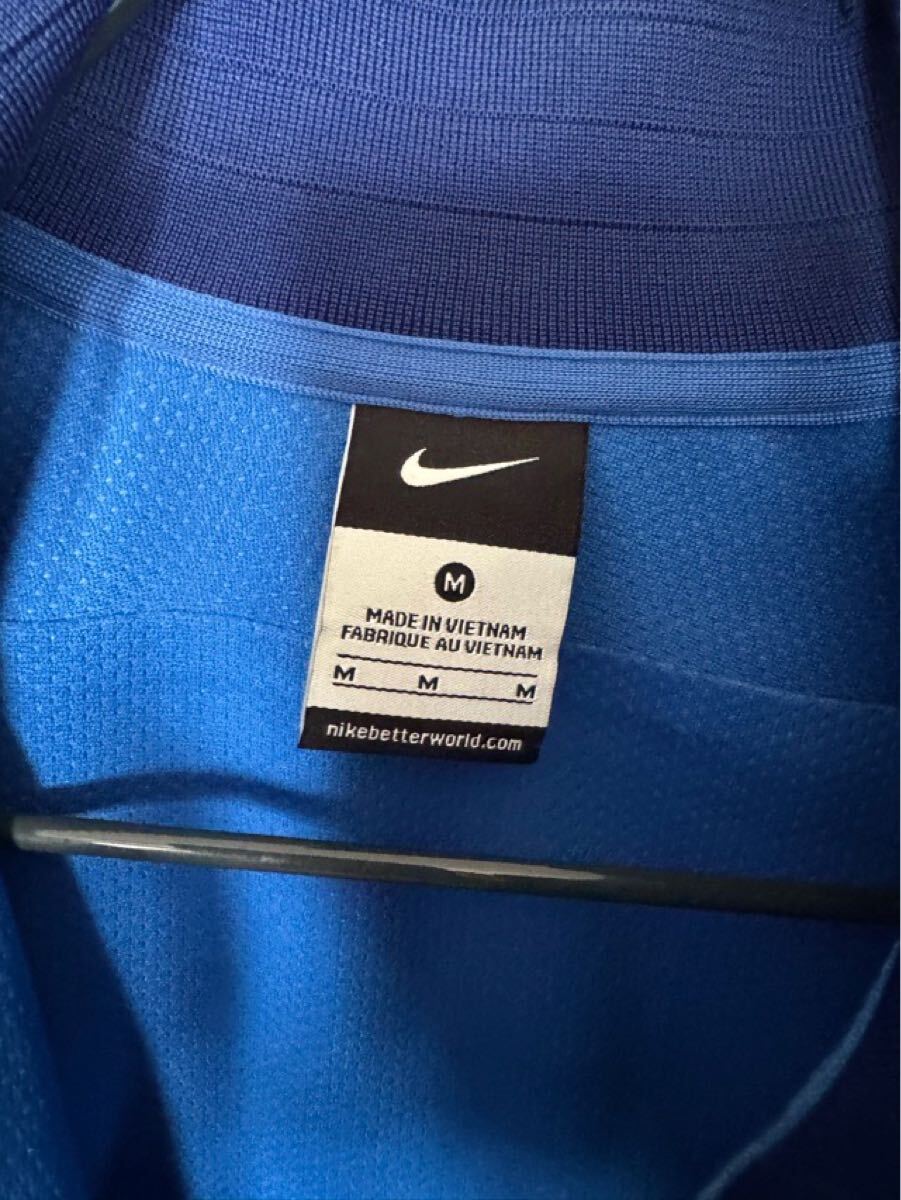 M
MADE IN VIETNAM
FABRIQUE AU VIETNAM
M M M
nikebetterworld.com